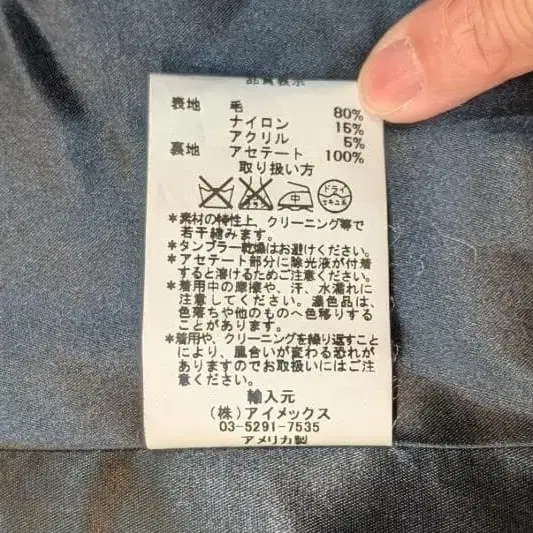 品質表示
表地 毛 80%
ナイロン 15%
アクリル 5%
裏地 アセテート 100%
取り扱い方
中
ドライ
セキユ系
*素材の特性上、クリーニング等で
若干縮みます。
*タンブラー乾燥はお避けください。
*アセテート部分に除光液が付着
すると溶けるためご注意ください。
*着用中の摩擦や、汗、水濡れに
注意してください。濃色品は、
色落ちや他のものへ色移りする
ことがあります。
*着用や、クリーニングを繰り返すこと
により、風合いが変わる恐れが
ありますのでお取扱いにはご注
意ください。
輸入元
(株)アイメックス
03-5291-7535
アメリカ製